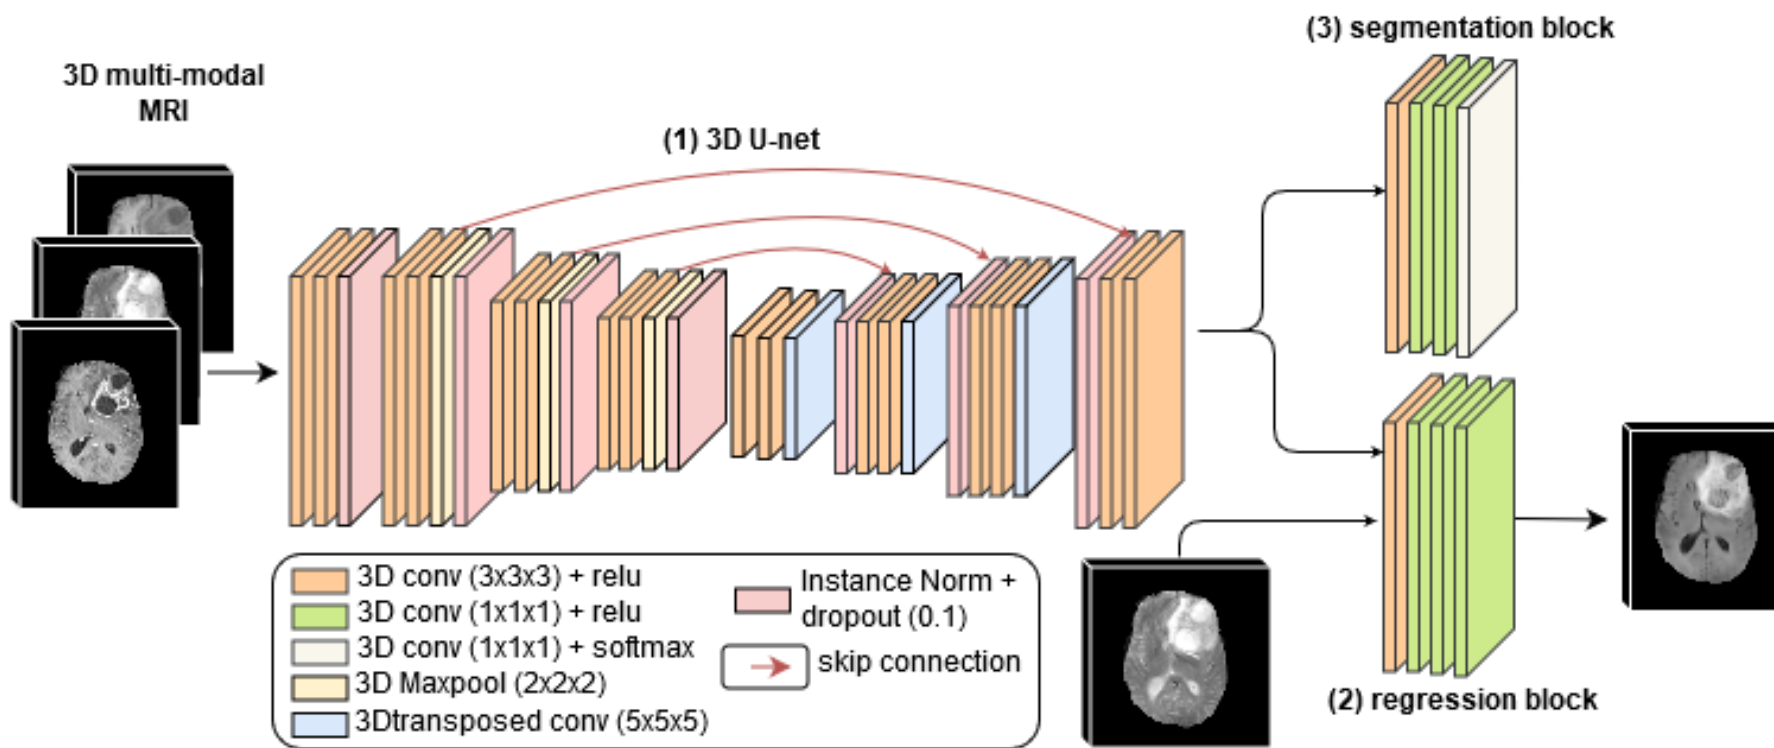 3D multi-modal
MRI
(1) 3D U-net
(3) segmentation block
3D conv (3x3x3) + relu
3D conv (1x1x1) + relu
3D conv (1x1x1) + softmax
3D Maxpool (2x2x2)
3Dtransposed conv (5x5x5)
Instance Norm +
dropout (0.1)
skip connection
(2) regression block